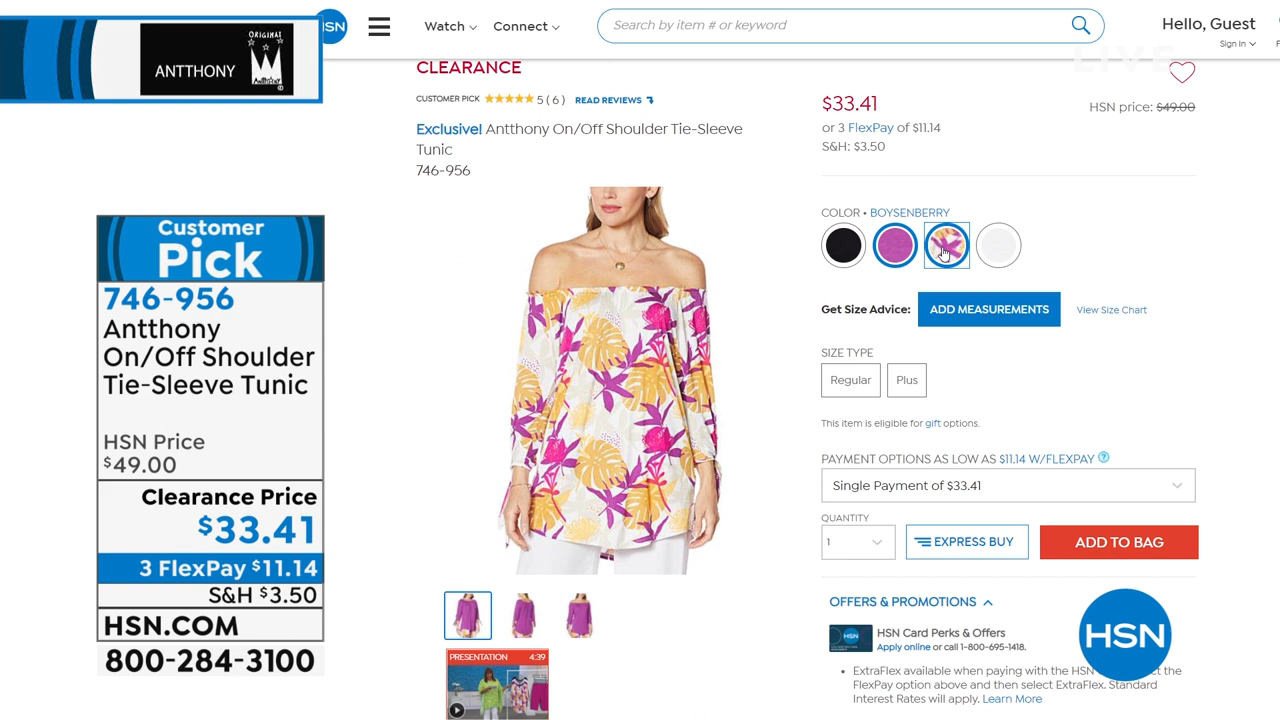 ANTTHONY
ORIGINAL
HSN
Watch
Connect
Search by item # or keyword
Hello, Guest
Sign In
LIVE
CLEARANCE
CUSTOMER PICK
5 ( 6 )
READ REVIEWS
Exclusive! Antthony On/Off Shoulder Tie-Sleeve
Tunic
746-956
$33.41
HSN price: $49.00
or 3 FlexPay of $11.14
S&H: $3.50
COLOR • BOYSENBERRY
Get Size Advice:
ADD MEASUREMENTS
View Size Chart
SIZE TYPE
Regular
Plus
This item is eligible for gift options.
PAYMENT OPTIONS AS LOW AS $11.14 W/FLEXPAY ?
Single Payment of $33.41
QUANTITY
1
EXPRESS BUY
ADD TO BAG
OFFERS & PROMOTIONS
HSN Card Perks & Offers
Apply online or call 1-800-695-1418.
• ExtraFlex available when paying with the HSN
the
FlexPay option above and then select ExtraFlex. Standard
Interest Rates will apply. Learn More
HSN
PRESENTATION 4:39
Customer
Pick
746-956
Antthony
On/Off Shoulder
Tie-Sleeve Tunic
HSN Price
$49.00
Clearance Price
$33.41
3 FlexPay $11.14
S&H $3.50
HSN.COM
800-284-3100